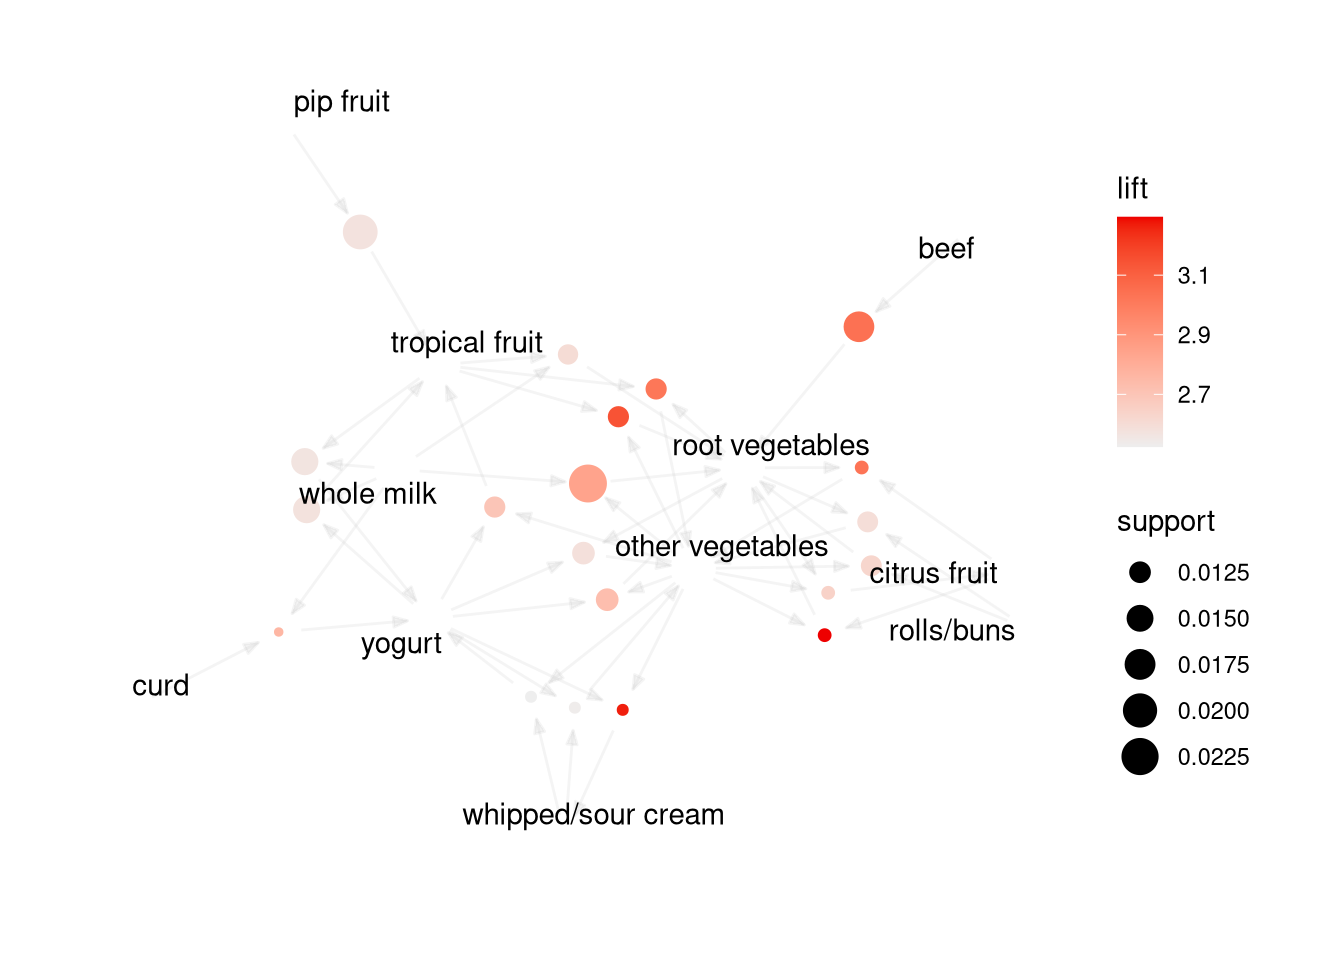 pip fruit
lift
beef
3.1
2.9
tropical fruit
2.7
root vegetables
whole milk
support
other vegetables
citrus fruit
0.0125
0.0150
rolls/buns
yogurt
0.0175
curd
0.0200
0.0225
whipped/sour cream